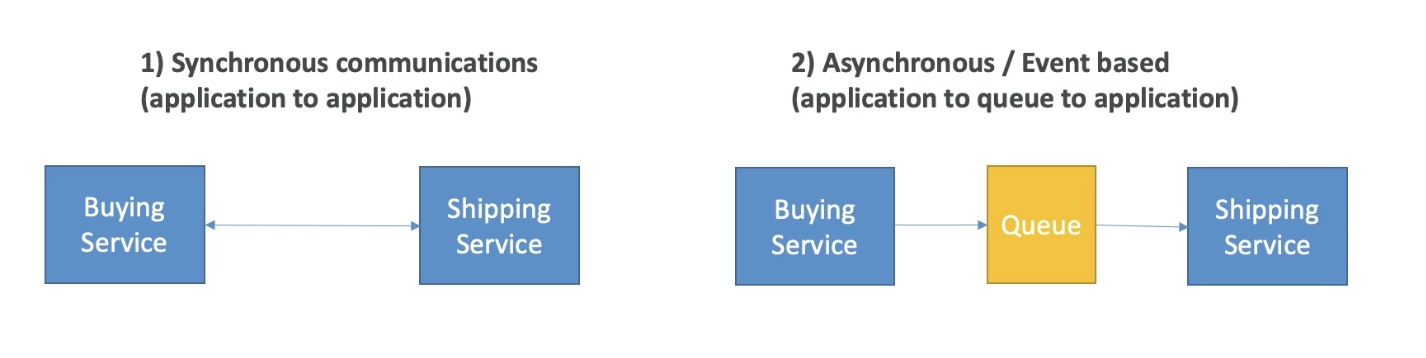 1) Synchronous communications
(application to application)
Buying
Service
Shipping
Service
2) Asynchronous / Event based
(application to queue to application)
Buying
Service
Queue
Shipping
Service